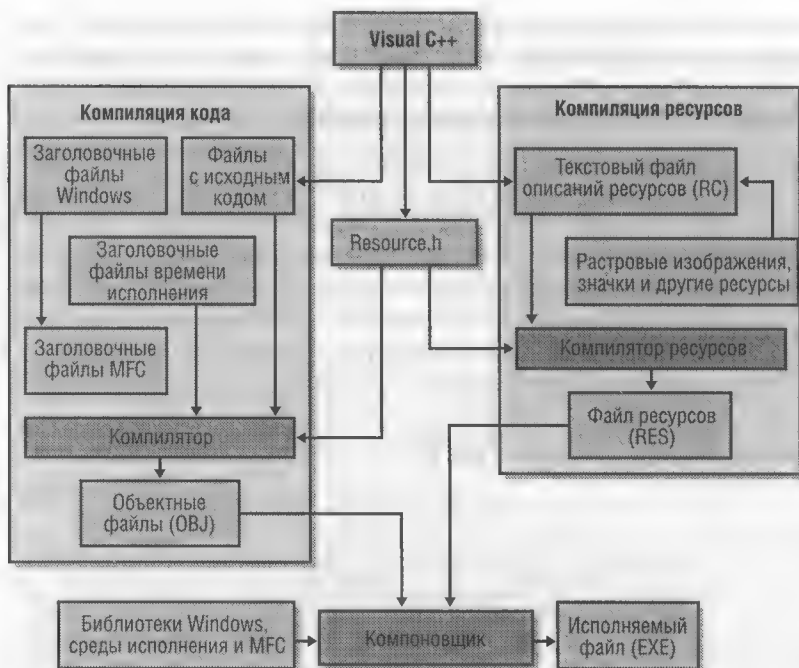 Visual C++
Компиляция кода
Заголовочные
файлы
Windows
Файлы
с исходным
кодом
Заголовочные
файлы времени
исполнения
Заголовочные
файлы MFC
Компилятор
Объектные
файлы (OBJ)
Resource.h
Компиляция ресурсов
Текстовый файл
описаний ресурсов (RC)
Растровые изображения,
значки и другие ресурсы
Компилятор ресурсов
Файл ресурсов
(RES)
Библиотеки Windows,
среды исполнения и MFC
Компоновщик
Исполняемый
файл (EXE)